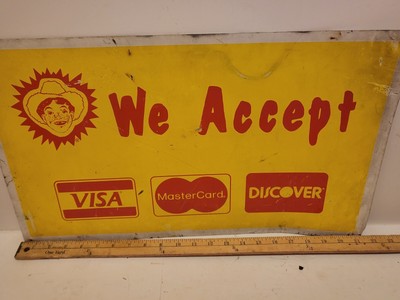 We Accept
VISA
MasterCard
DISCOVER